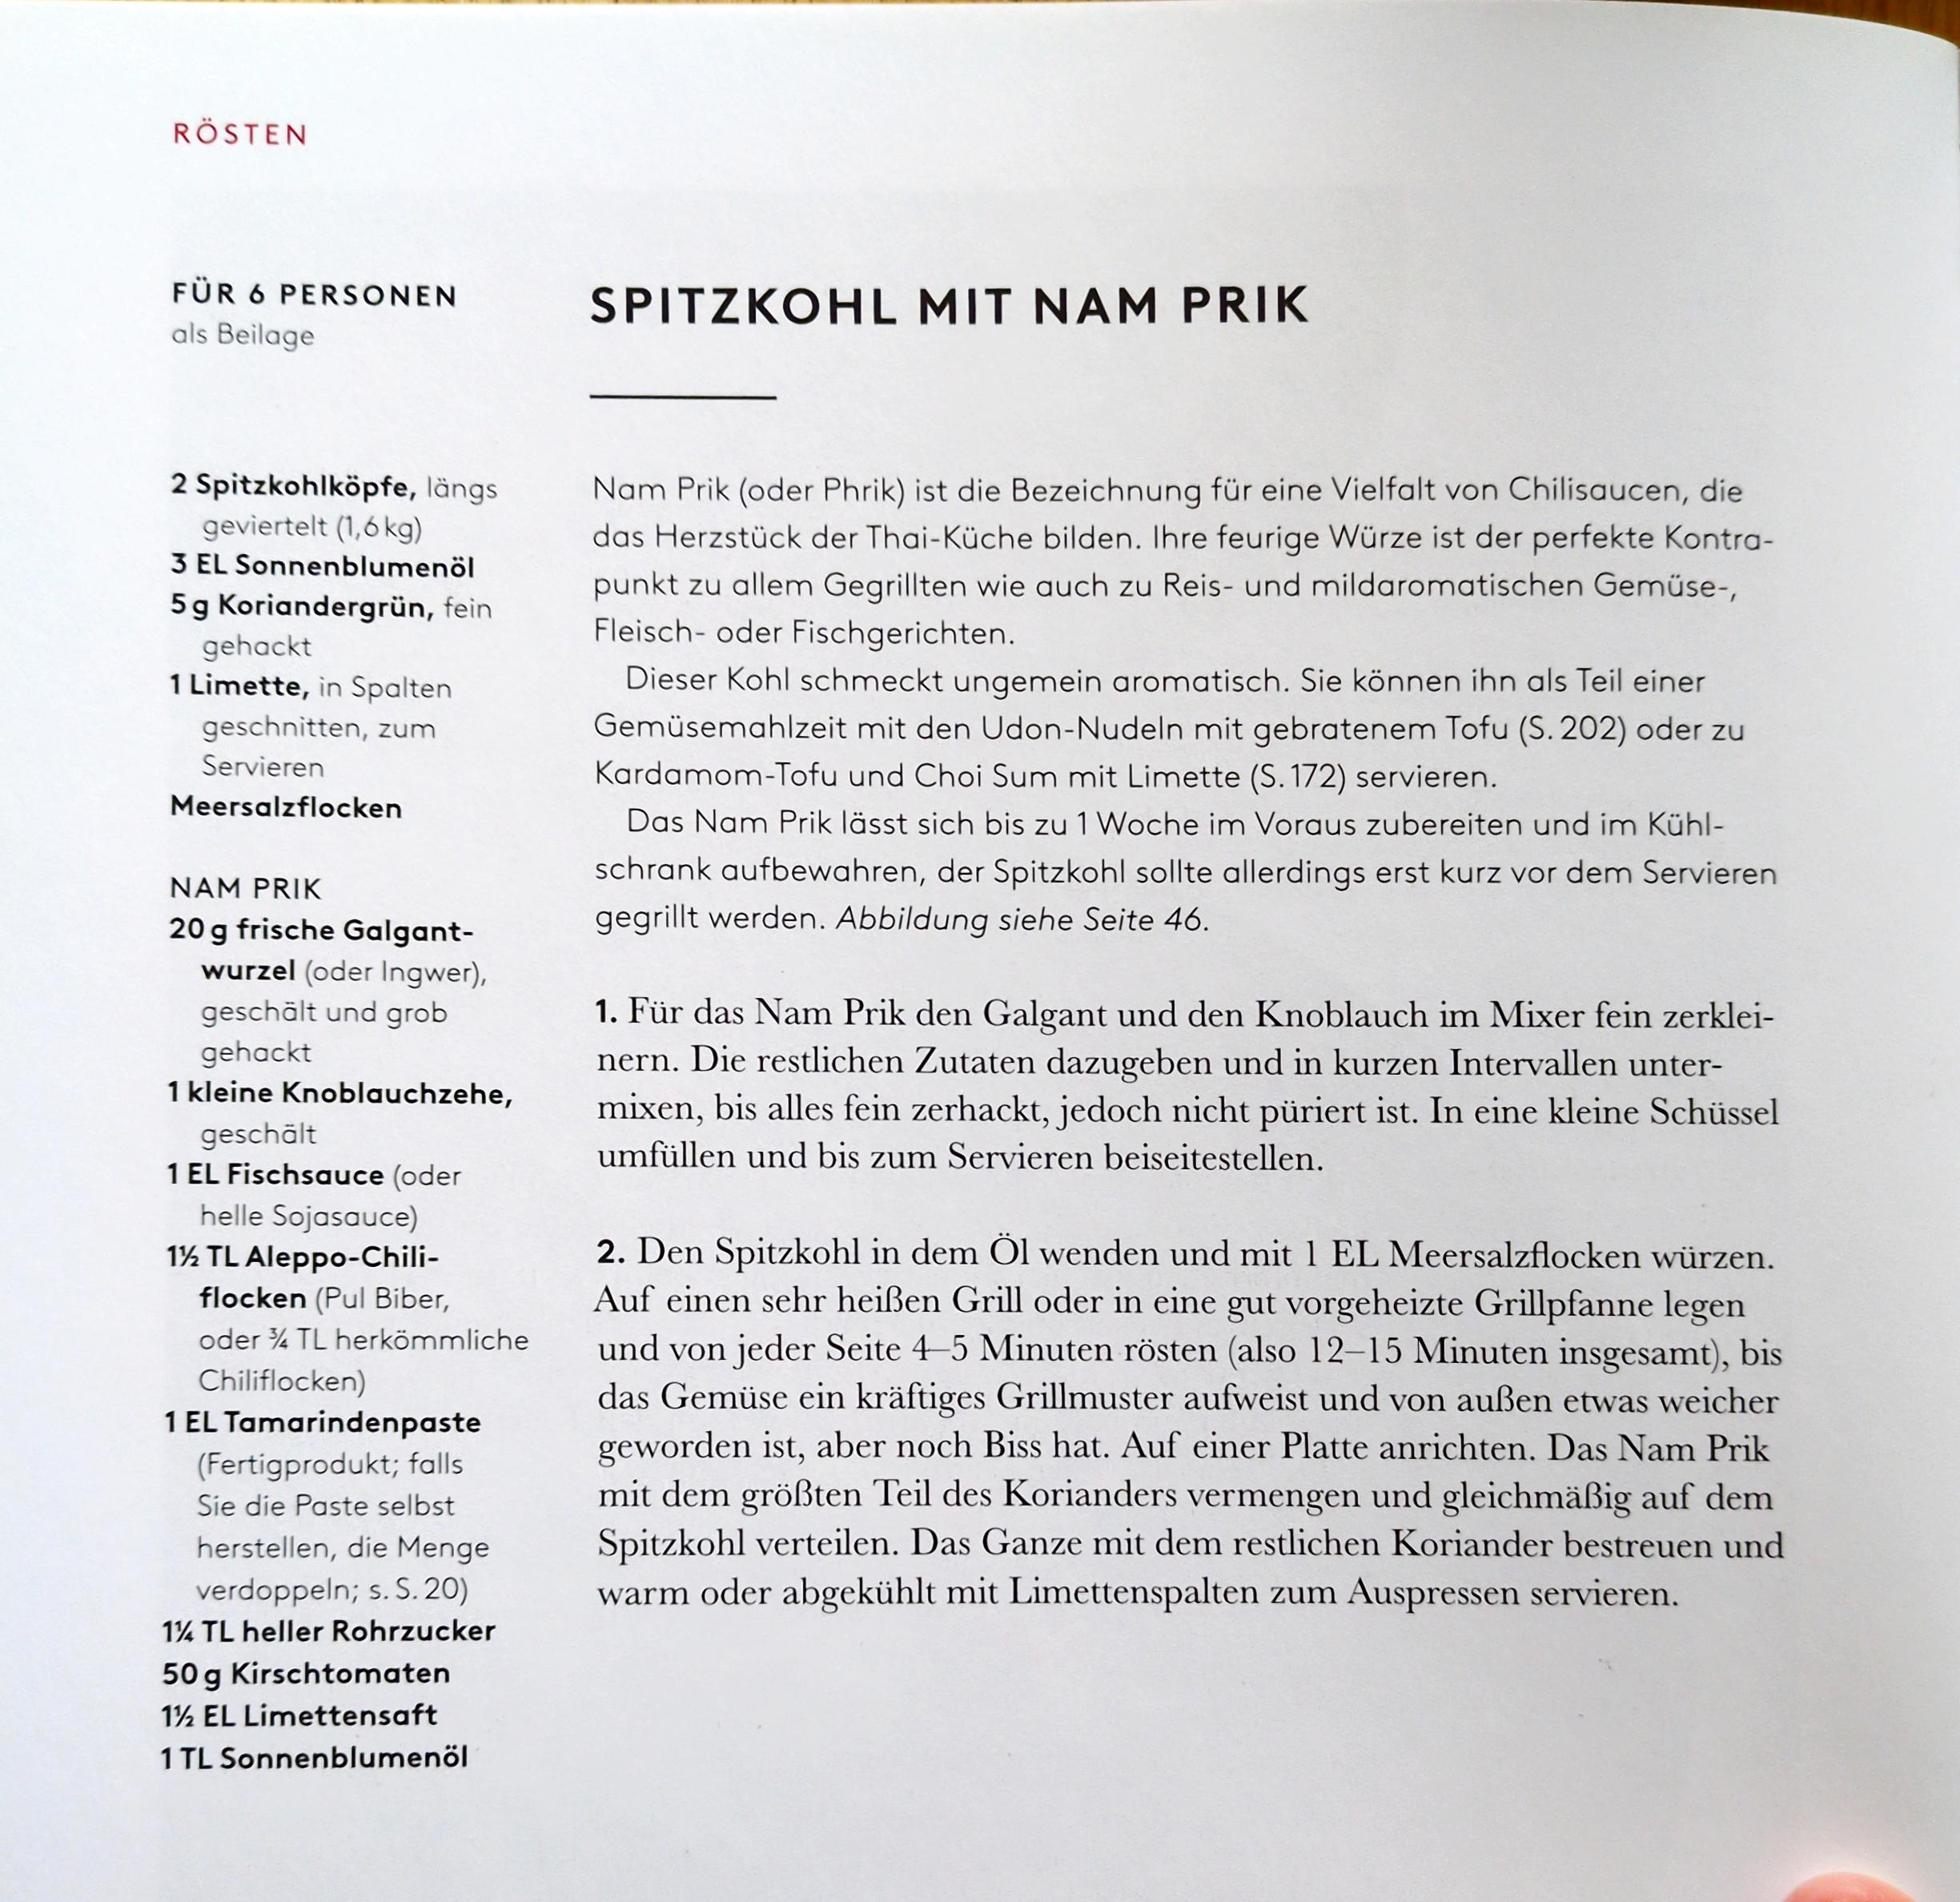 RÖSTEN
FÜR 6 PERSONEN
als Beilage
2 Spitzkohlköpfe, längs
geviertelt (1,6 kg)
3 EL Sonnenblumenöl
5 g Koriandergrün, fein
gehackt
1 Limette, in Spalten
geschnitten, zum
Servieren
Meersalzflocken
NAM PRIK
20 g frische Galgant-
wurzel (oder Ingwer),
geschält und grob
gehackt
1 kleine Knoblauchzehe,
geschält
1 EL Fischsauce (oder
helle Sojasauce)
1½ TL Aleppo-Chili-
flocken (Pul Biber,
oder ¾ TL herkömmliche
Chiliflocken)
1 EL Tamarindenpaste
(Fertigprodukt; falls
Sie die Paste selbst
herstellen, die Menge
verdoppeln; s. S. 20)
1¼ TL heller Rohrzucker
50 g Kirschtomaten
1½ EL Limettensaft
1 TL Sonnenblumenöl
SPITZKOHL MIT NAM PRIK
Nam Prik (oder Phrik) ist die Bezeichnung für eine Vielfalt von Chilisaucen, die
das Herzstück der Thai-Küche bilden. Ihre feurige Würze ist der perfekte Kontra-
punkt zu allem Gegrillten wie auch zu Reis- und mildaromatischen Gemüse-,
Fleisch- oder Fischgerichten.
Dieser Kohl schmeckt ungemein aromatisch. Sie können ihn als Teil einer
Gemüsemahlzeit mit den Udon-Nudeln mit gebratenem Tofu (S. 202) oder zu
Kardamom-Tofu und Choi Sum mit Limette (S. 172) servieren.
Das Nam Prik lässt sich bis zu 1 Woche im Voraus zubereiten und im Kühl-
schrank aufbewahren, der Spitzkohl sollte allerdings erst kurz vor dem Servieren
gegrillt werden. Abbildung siehe Seite 46.
1. Für das Nam Prik den Galgant und den Knoblauch im Mixer fein zerklei-
nern. Die restlichen Zutaten dazugeben und in kurzen Intervallen unter-
mixen, bis alles fein zerhackt, jedoch nicht püriert ist. In eine kleine Schüssel
umfüllen und bis zum Servieren beiseitestellen.
2. Den Spitzkohl in dem Öl wenden und mit 1 EL Meersalzflocken würzen.
Auf einen sehr heißen Grill oder in eine gut vorgeheizte Grillpfanne legen
und von jeder Seite 4–5 Minuten rösten (also 12–15 Minuten insgesamt), bis
das Gemüse ein kräftiges Grillmuster aufweist und von außen etwas weicher
geworden ist, aber noch Biss hat. Auf einer Platte anrichten. Das Nam Prik
mit dem größten Teil des Korianders vermengen und gleichmäßig auf dem
Spitzkohl verteilen. Das Ganze mit dem restlichen Koriander bestreuen und
warm oder abgekühlt mit Limettenspalten zum Auspressen servieren.